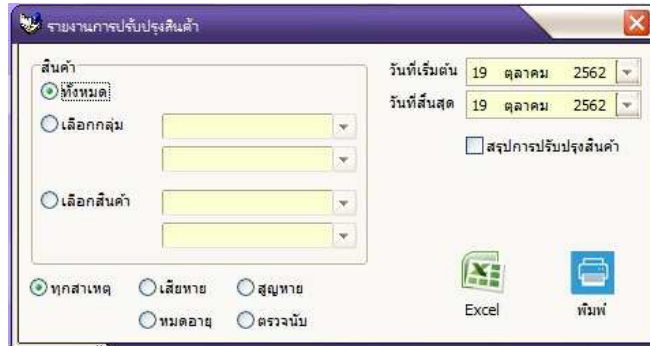 รายงานการปรับปรุงสินค้า
สินค้า
ทั้งหมด
เลือกกลุ่ม
เลือกสินค้า
วันที่เริ่มต้น 19 ตุลาคม 2562
วันที่สิ้นสุด 19 ตุลาคม 2562
สรุปการปรับปรุงสินค้า
ทุกสาเหตุ เสียหาย สูญหาย
หมดอายุ ตรวจนับ
Excel พิมพ์